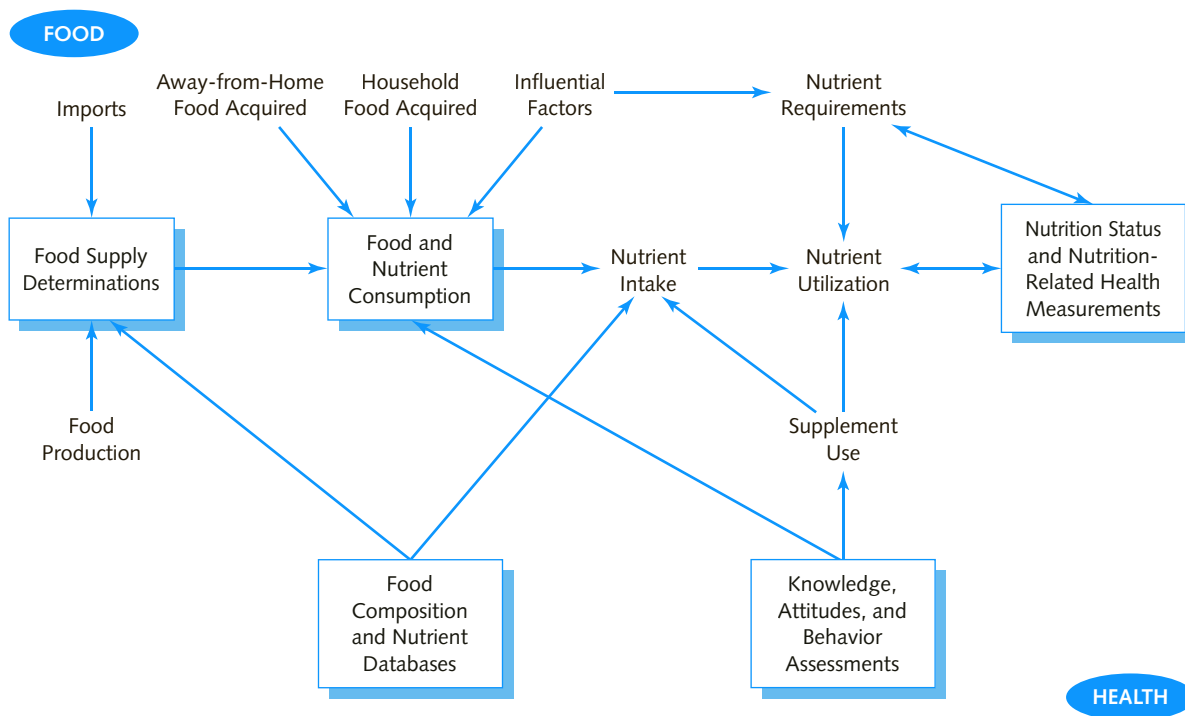 FOOD
Imports
Away-from-Home
Food Acquired
Household
Food Acquired
Influential
Factors
Nutrient
Requirements
Food Supply
Determinations
Food and
Nutrient
Consumption
Nutrient
Intake
Nutrient
Utilization
Nutrition Status
and Nutrition-
Related Health
Measurements
Food
Production
Supplement
Use
Food
Composition
and Nutrient
Databases
Knowledge,
Attitudes, and
Behavior
Assessments
HEALTH